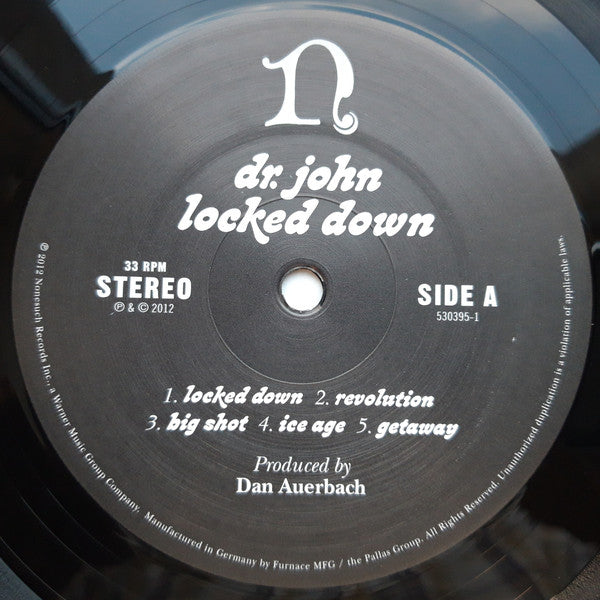 n
dr. john
locked down
33 RPM
STEREO
℗ & © 2012
SIDE A
530395-1
1. locked down 2. revolution
3. big shot 4. ice age 5. getaway
Produced by
Dan Auerbach
© 2012 Nonesuch Records Inc., a Warner Music Group Company. Manufactured in Germany by Furnace MFG / the Pallas Group. All Rights Reserved. Unauthorized duplication is a violation of applicable laws.